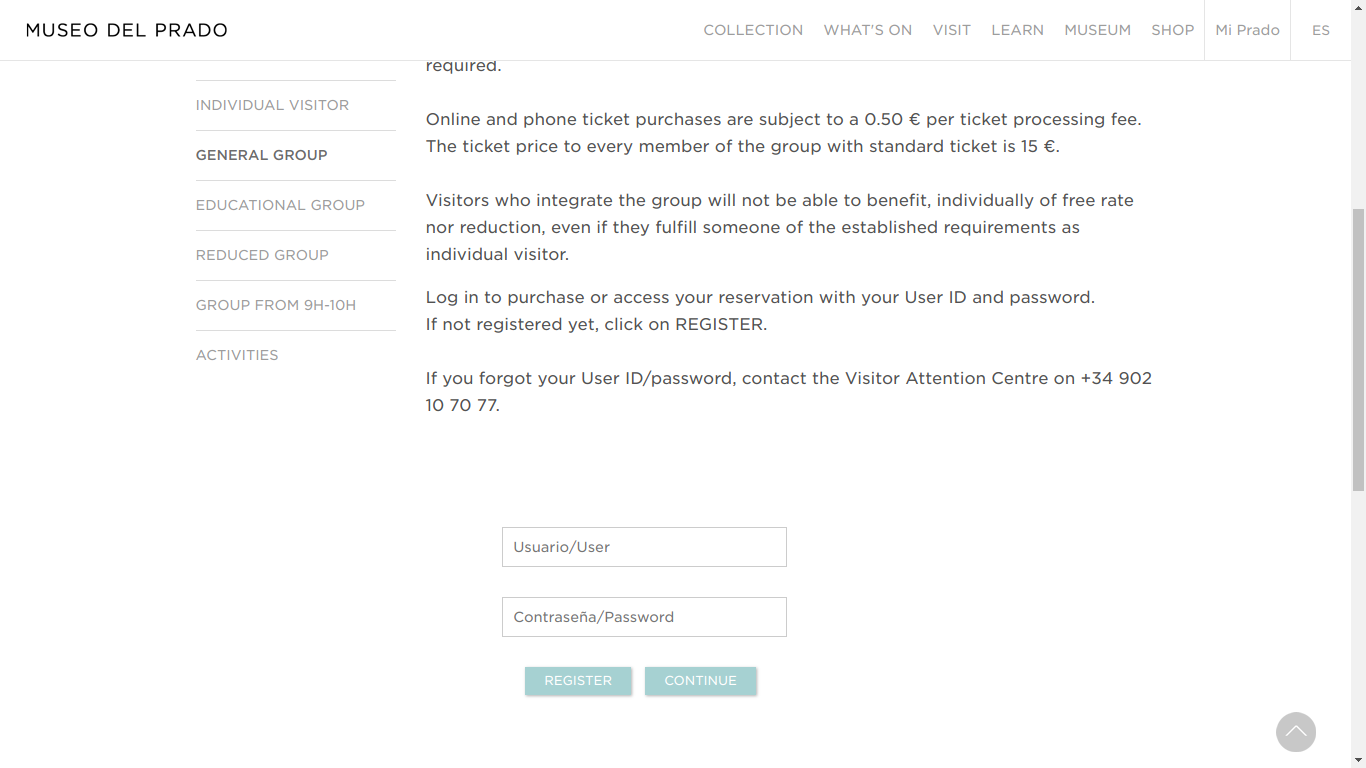 MUSEO DEL PRADO
COLLECTION WHAT'S ON VISIT LEARN MUSEUM SHOP Mi Prado ES
INDIVIDUAL VISITOR
GENERAL GROUP
EDUCATIONAL GROUP
REDUCED GROUP
GROUP FROM 9H-10H
ACTIVITIES
required.
Online and phone ticket purchases are subject to a 0.50 € per ticket processing fee.
The ticket price to every member of the group with standard ticket is 15 €.
Visitors who integrate the group will not be able to benefit, individually of free rate
nor reduction, even if they fulfill someone of the established requirements as
individual visitor.
Log in to purchase or access your reservation with your User ID and password.
If not registered yet, click on REGISTER.
If you forgot your User ID/password, contact the Visitor Attention Centre on +34 902
10 70 77.
Usuario/User
Contraseña/Password
REGISTER CONTINUE